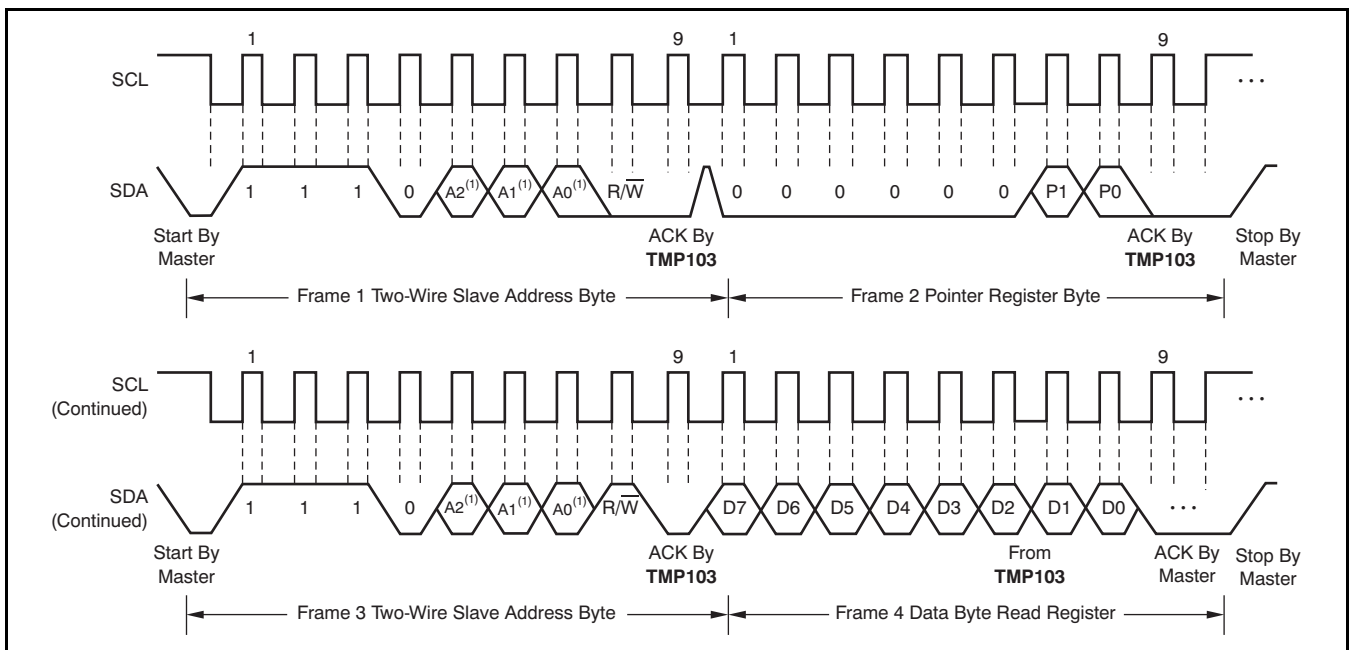 1 9 1 9
SCL ···
SDA 1 1 1 0 A2(1) A1(1) A0(1) R/W̅ 0 0 0 0 0 0 P1 P0
Start By Master ACK By TMP103 ACK By TMP103 Stop By Master
Frame 1 Two-Wire Slave Address Byte Frame 2 Pointer Register Byte
1 9 1 9
SCL (Continued) ···
SDA (Continued) 1 1 1 0 A2(1) A1(1) A0(1) R/W̅ D7 D6 D5 D4 D3 D2 D1 D0 ···
Start By Master ACK By TMP103 From TMP103 ACK By Master Stop By Master
Frame 3 Two-Wire Slave Address Byte Frame 4 Data Byte Read Register